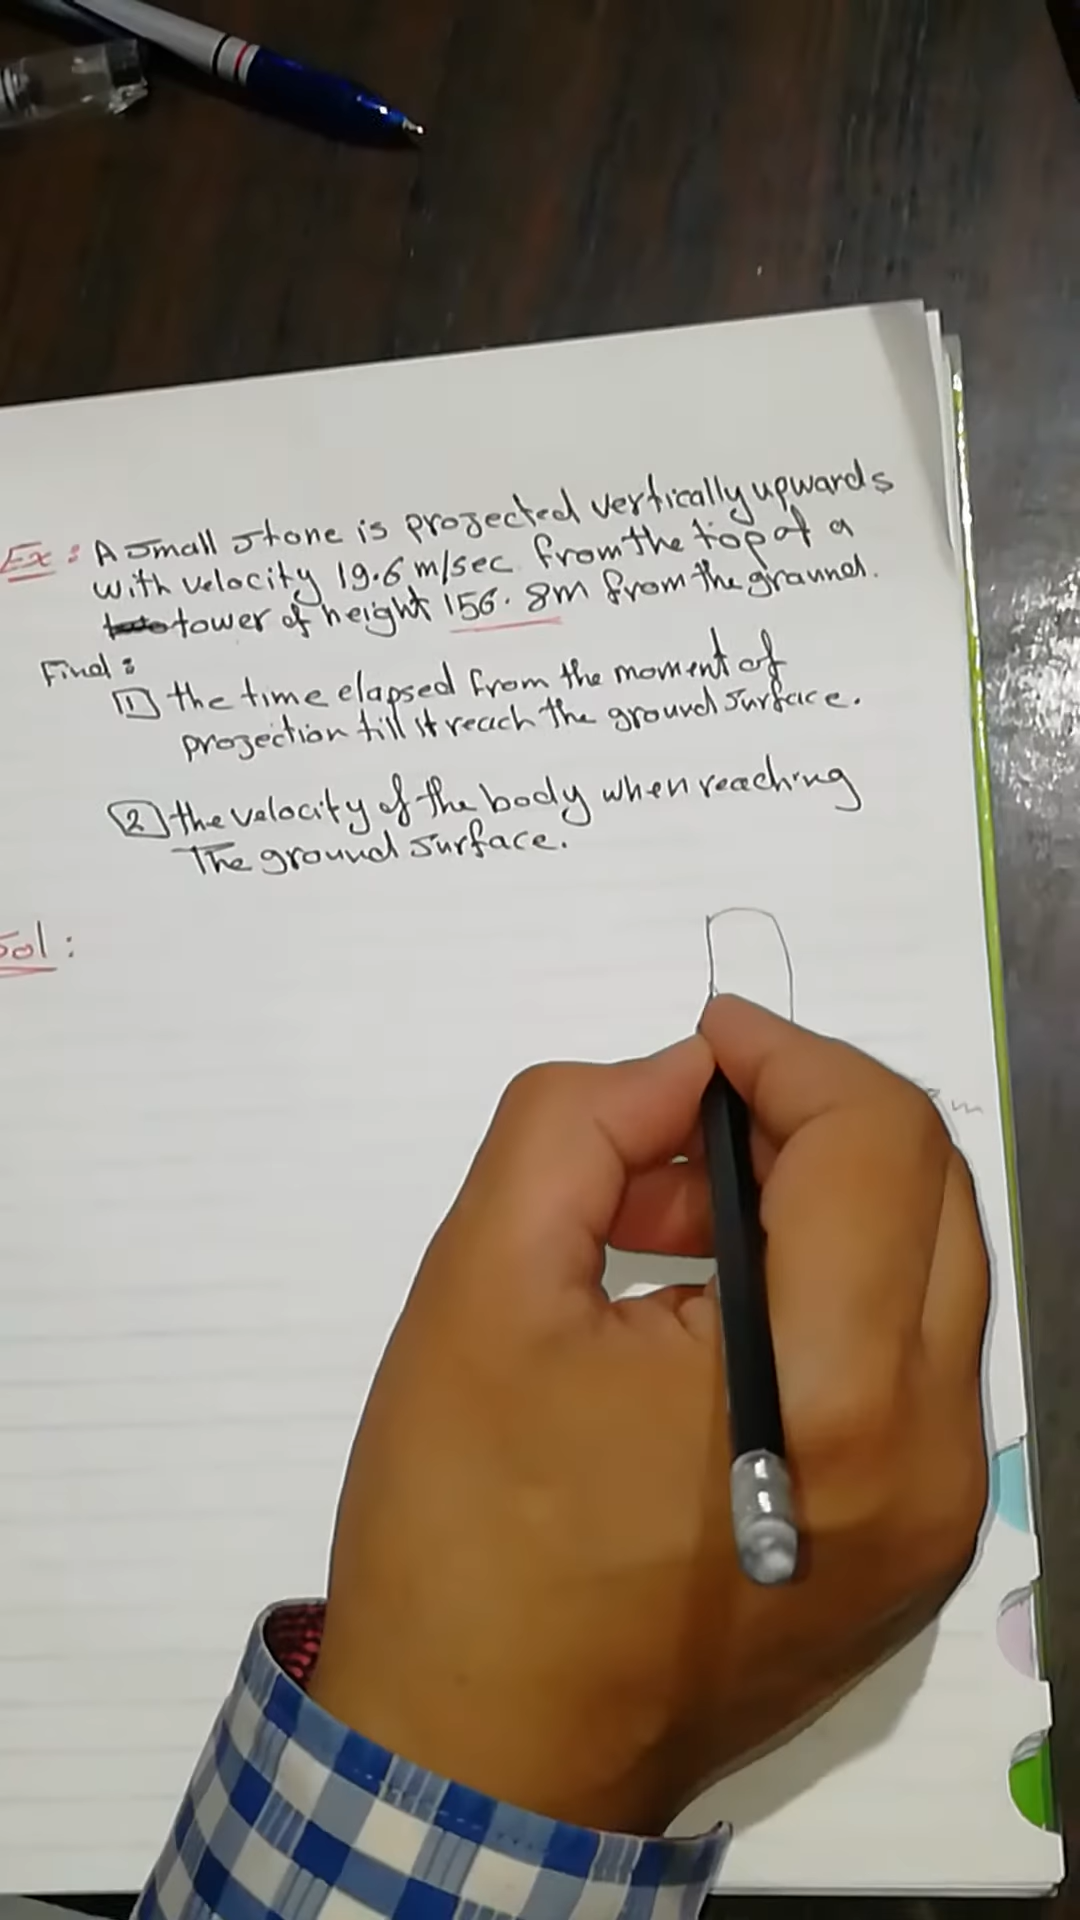 Ex: A small stone is projected vertically upwards
with velocity 19.6 m/sec from the top of a
tower of height 156.8m from the ground.
Find:
1 the time elapsed from the moment of
projection till it reach the ground surface.
2 the velocity of the body when reaching
The ground surface.
Sol:
m